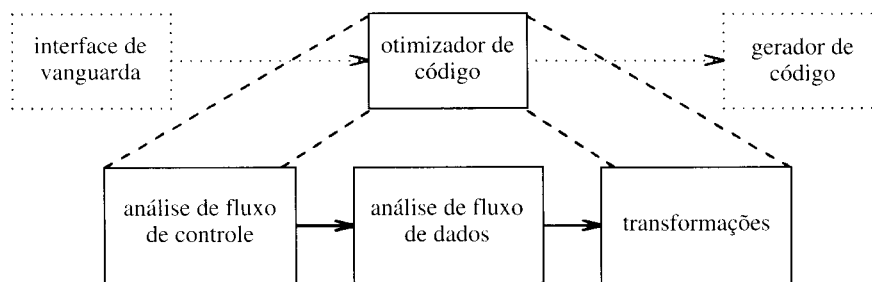 interface de
vanguarda
otimizador de
código
gerador de
código
análise de fluxo
de controle
análise de fluxo
de dados
transformações